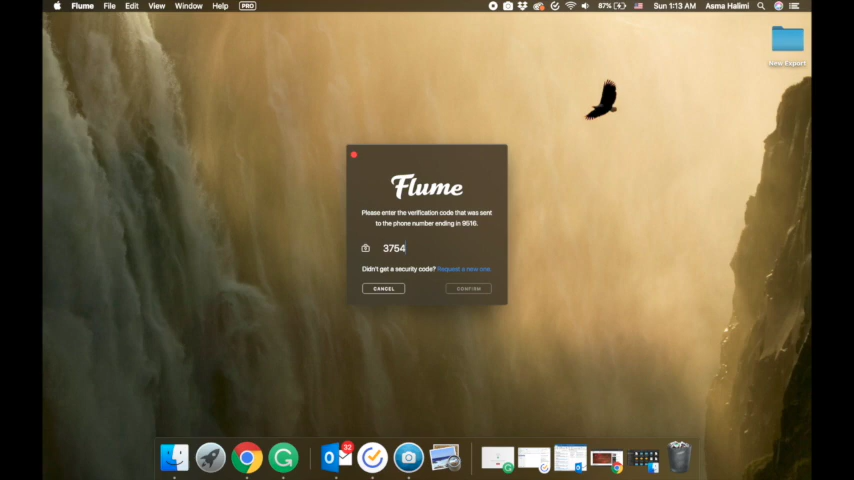 Flume File Edit View Window Help PRO 87% Sun 1:13 AM Asma Halimi
New Export
Flume
Please enter the verification code that was sent
to the phone number ending in 9516.
3754
Didn't get a security code? Request a new one.
CANCEL CONFIRM
32